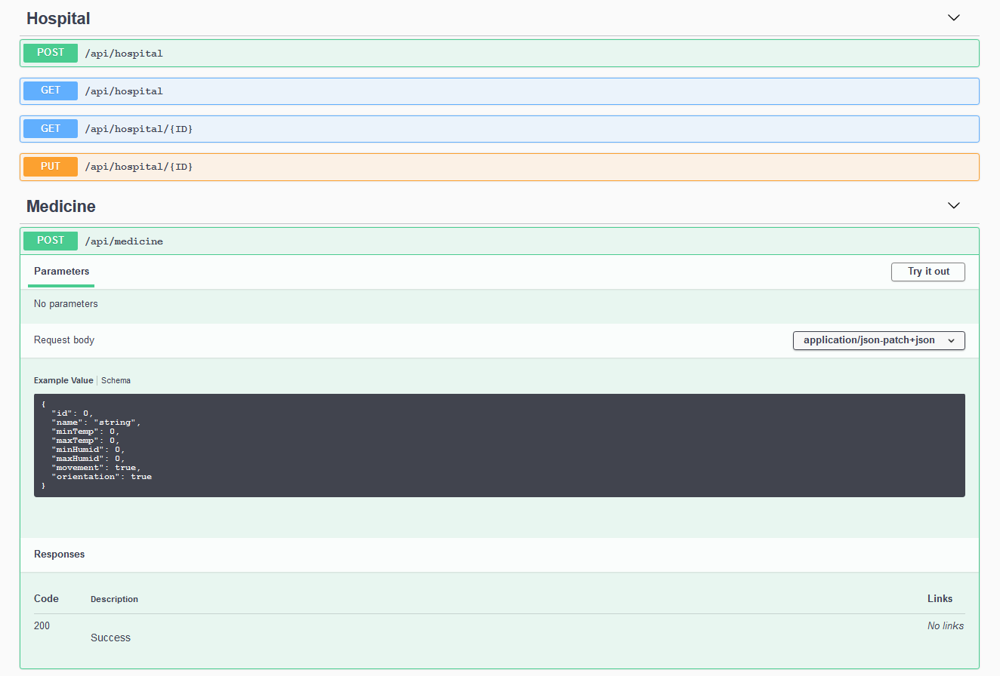 Hospital
POST /api/hospital
GET /api/hospital
GET /api/hospital/{ID}
PUT /api/hospital/{ID}
Medicine
POST /api/medicine
Parameters Try it out
No parameters
Request body application/json-patch+json
Example Value Schema
{
"id": 0,
"name": "string",
"minTemp": 0,
"maxTemp": 0,
"minHumid": 0,
"maxHumid": 0,
"movement": true,
"orientation": true
}
Responses
Code Description Links
200 No links
Success